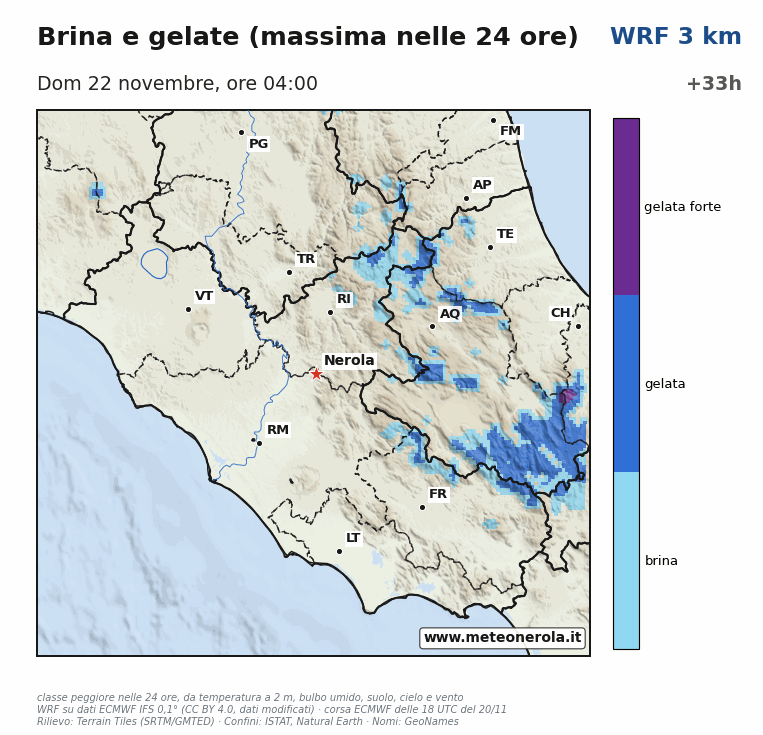 Brina e gelate (massima nelle 24 ore) WRF 3 km
Dom 22 novembre, ore 04:00 +33h
FM
PG
AP
TE
TR
VT
RI
AQ
CH
Nerola
RM
FR
LT
gelata forte
gelata
brina
www.meteonerola.it
classe peggiore nelle 24 ore, da temperatura a 2 m, bulbo umido, suolo, cielo e vento
WRF su dati ECMWF IFS 0,1° (CC BY 4.0, dati modificati) · corsa ECMWF delle 18 UTC del 20/11
Rilievo: Terrain Tiles (SRTM/GMTED) · Confini: ISTAT, Natural Earth · Nomi: GeoNames